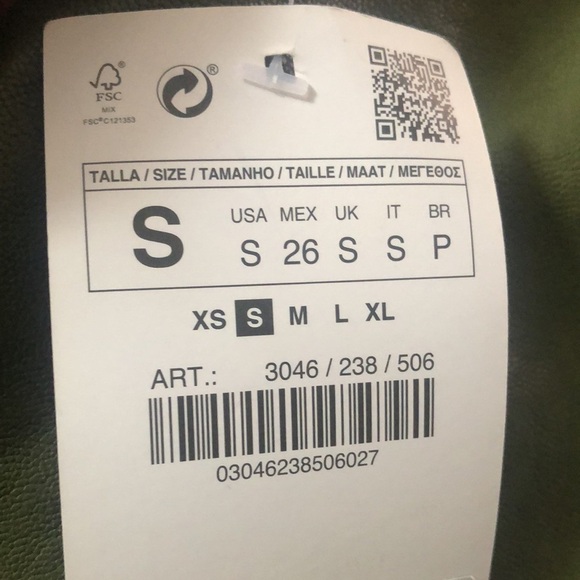 FSC®
MIX
FSC®C121353
®
TALLA / SIZE / TAMANHO / TAILLE / MAAT / ΜΕΓΕΘΟΣ
S
USA MEX UK IT BR
S 26 S S P
XS S M L XL
ART.: 3046 / 238 / 506
03046238506027